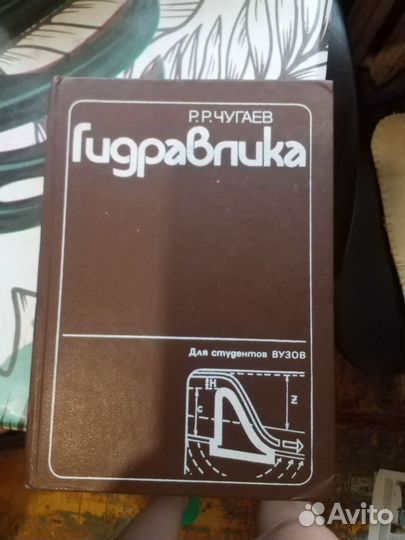 Р.Р.ЧУГАЕВ
Гидравлика
Для студентов ВУЗОВ
H
c
Z
Avito